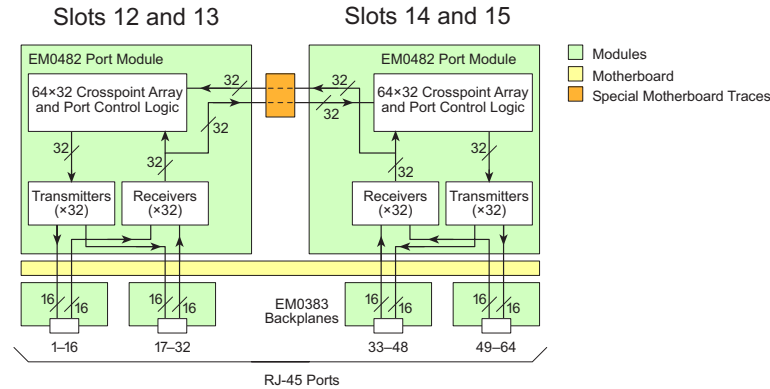 Slots 12 and 13
Slots 14 and 15
EM0482 Port Module
64×32 Crosspoint Array
and Port Control Logic
32
32
32
32
32
Transmitters
(×32)
Receivers
(×32)
EM0482 Port Module
64×32 Crosspoint Array
and Port Control Logic
32
32
32
32
Receivers
(×32)
Transmitters
(×32)
Modules
Motherboard
Special Motherboard Traces
16
16
16
16
EM0383
Backplanes
16
16
16
16
1–16
17–32
33–48
49–64
RJ-45 Ports